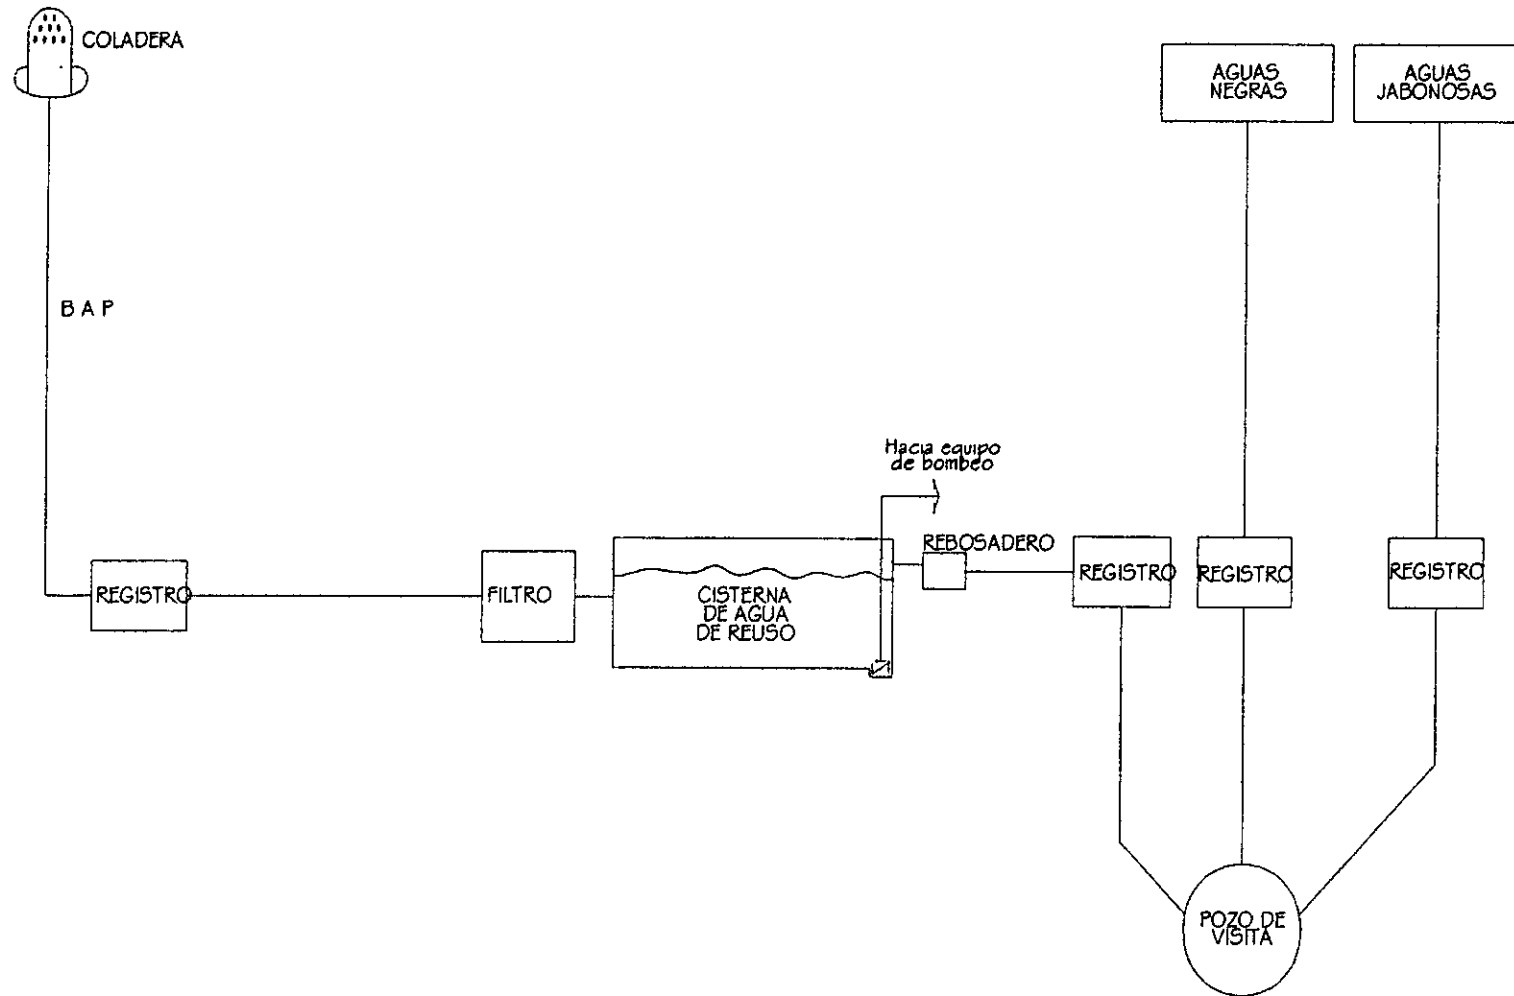 COLADERA
AGUAS
NEGRAS
AGUAS
JABONOSAS
B A P
Hacia equipo
de bombeo
REBOSADERO
REGISTRO
FILTRO
CISTERNA
DE AGUA
DE REUSO
REGISTRO
REGISTRO
REGISTRO
POZO DE
VISITA